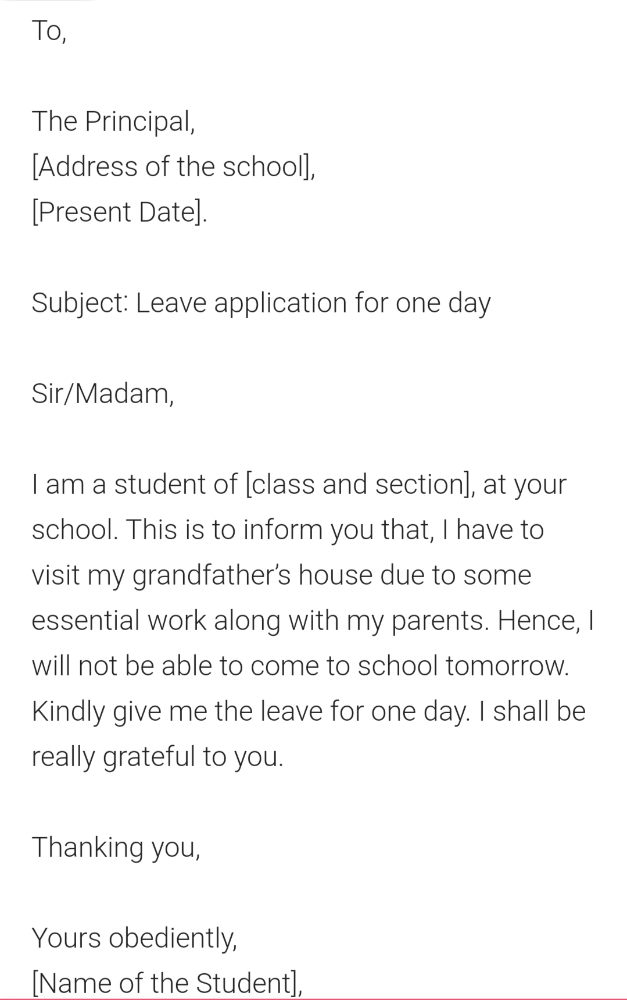 To,
The Principal,
[Address of the school],
[Present Date].
Subject: Leave application for one day
Sir/Madam,
I am a student of [class and section], at your
school. This is to inform you that, I have to
visit my grandfather’s house due to some
essential work along with my parents. Hence, I
will not be able to come to school tomorrow.
Kindly give me the leave for one day. I shall be
really grateful to you.
Thanking you,
Yours obediently,
[Name of the Student],